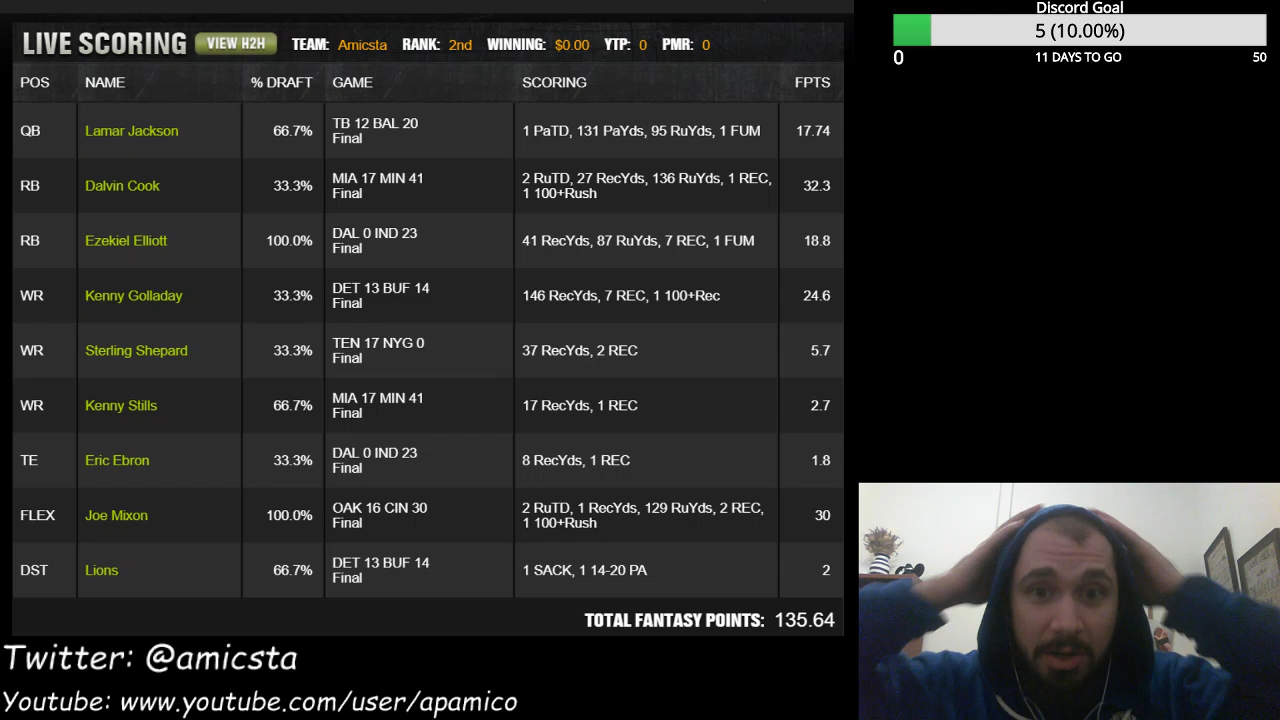 LIVE SCORING VIEW H2H TEAM: Amicsta RANK: 2nd WINNING: $0.00 YTP: 0 PMR: 0
POS NAME % DRAFT GAME SCORING FPTS
QB Lamar Jackson 66.7% TB 12 BAL 20 Final 1 PaTD, 131 PaYds, 95 RuYds, 1 FUM 17.74
RB Dalvin Cook 33.3% MIA 17 MIN 41 Final 2 RuTD, 27 RecYds, 136 RuYds, 1 REC, 1 100+Rush 32.3
RB Ezekiel Elliott 100.0% DAL 0 IND 23 Final 41 RecYds, 87 RuYds, 7 REC, 1 FUM 18.8
WR Kenny Golladay 33.3% DET 13 BUF 14 Final 146 RecYds, 7 REC, 1 100+Rec 24.6
WR Sterling Shepard 33.3% TEN 17 NYG 0 Final 37 RecYds, 2 REC 5.7
WR Kenny Stills 66.7% MIA 17 MIN 41 Final 17 RecYds, 1 REC 2.7
TE Eric Ebron 33.3% DAL 0 IND 23 Final 8 RecYds, 1 REC 1.8
FLEX Joe Mixon 100.0% OAK 16 CIN 30 Final 2 RuTD, 1 RecYds, 129 RuYds, 2 REC, 1 100+Rush 30
DST Lions 66.7% DET 13 BUF 14 Final 1 SACK, 1 14-20 PA 2
TOTAL FANTASY POINTS: 135.64
Twitter: @amicsta
Youtube: www.youtube.com/user/apamico
Discord Goal
5 (10.00%)
0 11 DAYS TO GO 50